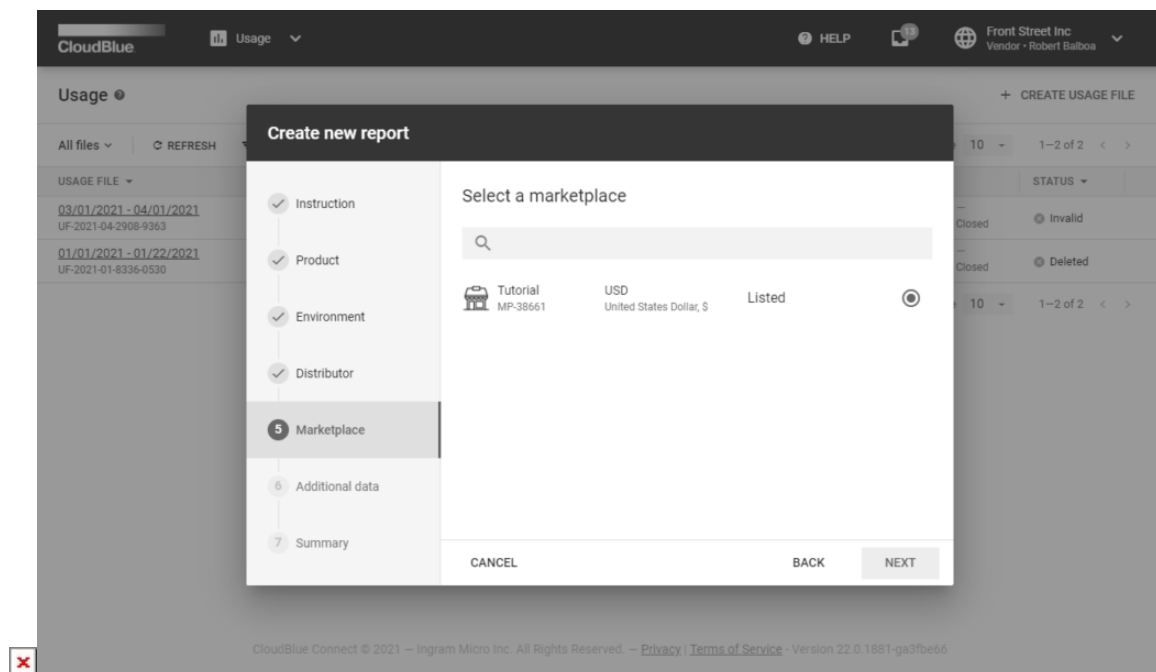 CloudBlue
Usage
HELP
13
Front Street Inc
Vendor • Robert Balboa
Usage
+ CREATE USAGE FILE
All files
REFRESH
10
1–2 of 2
USAGE FILE
STATUS
03/01/2021 - 04/01/2021
UF-2021-04-2908-9363
—
Closed
Invalid
01/01/2021 - 01/22/2021
UF-2021-01-8336-0530
—
Closed
Deleted
10
1–2 of 2
Create new report
Instruction
Product
Environment
Distributor
5 Marketplace
6 Additional data
7 Summary
Select a marketplace
Tutorial
MP-38661
USD
United States Dollar, $
Listed
CANCEL
BACK
NEXT
CloudBlue Connect © 2021 — Ingram Micro Inc. All Rights Reserved. — Privacy | Terms of Service - Version 22.0.1881-ga3fbe66